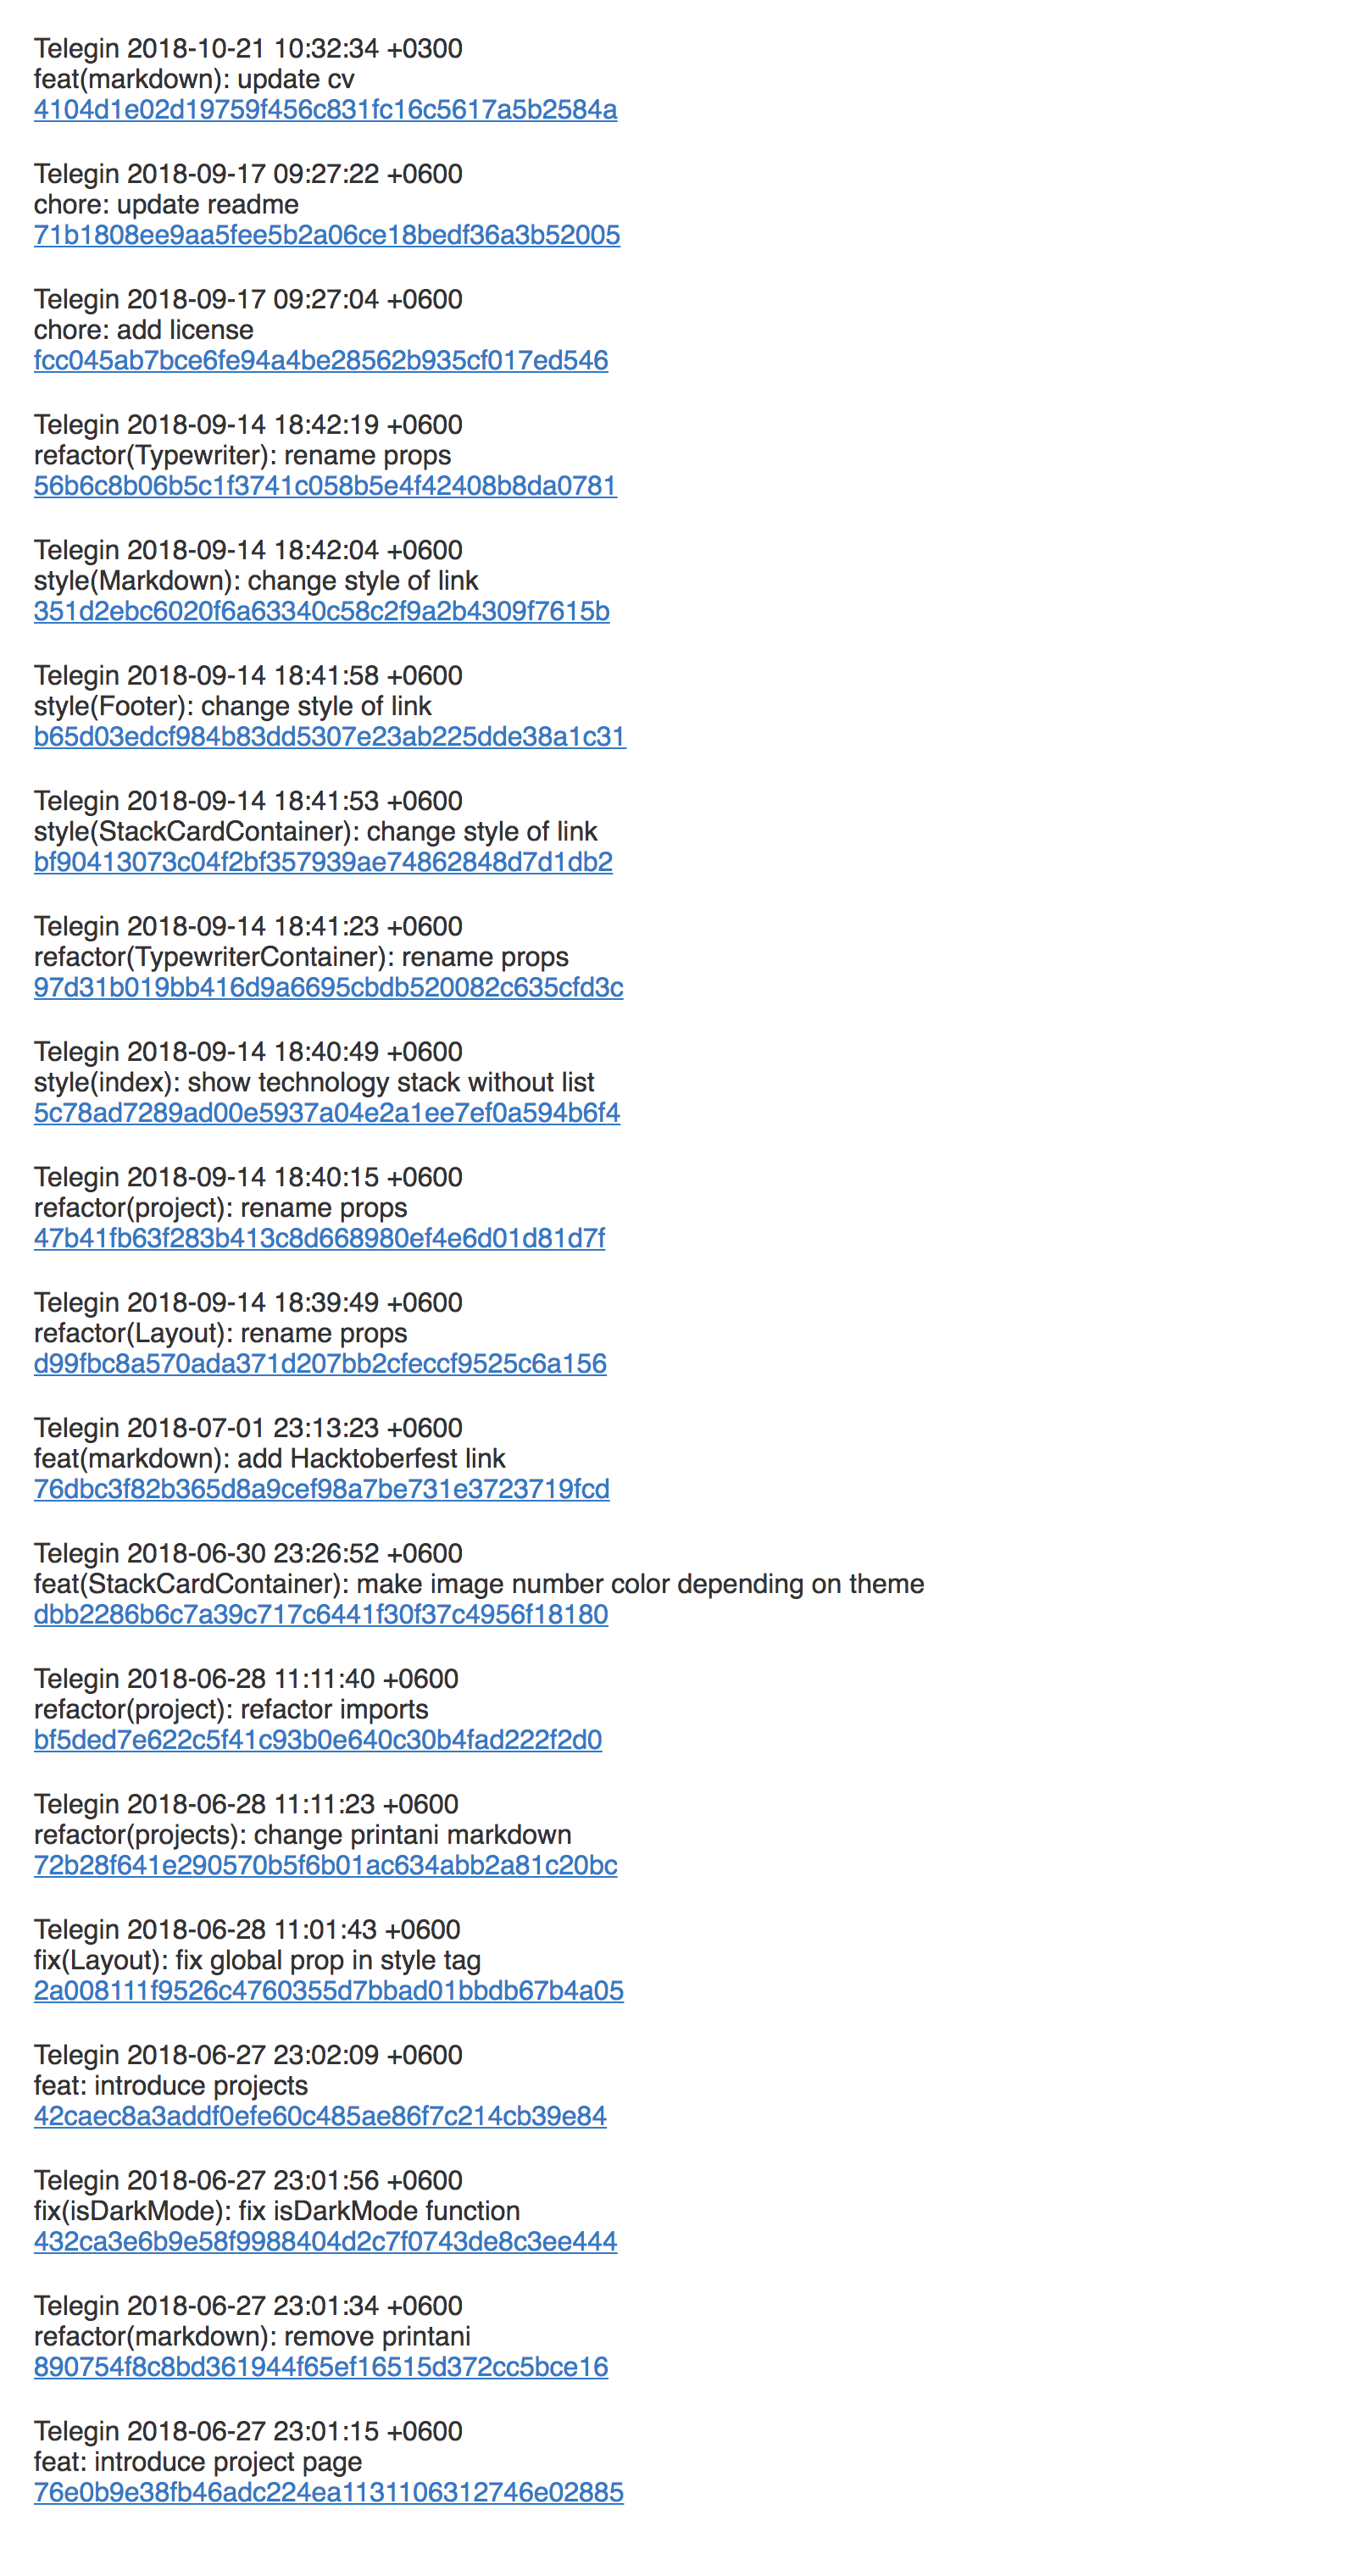 Telegin 2018-10-21 10:32:34 +0300
feat(markdown): update cv
4104d1e02d19759f456c831fc16c5617a5b2584a
Telegin 2018-09-17 09:27:22 +0600
chore: update readme
71b1808ee9aa5fee5b2a06ce18bedf36a3b52005
Telegin 2018-09-17 09:27:04 +0600
chore: add license
fcc045ab7bce6fe94a4be28562b935cf017ed546
Telegin 2018-09-14 18:42:19 +0600
refactor(Typewriter): rename props
56b6c8b06b5c1f3741c058b5e4f42408b8da0781
Telegin 2018-09-14 18:42:04 +0600
style(Markdown): change style of link
351d2ebc6020f6a63340c58c2f9a2b4309f7615b
Telegin 2018-09-14 18:41:58 +0600
style(Footer): change style of link
b65d03edcf984b83dd5307e23ab225dde38a1c31
Telegin 2018-09-14 18:41:53 +0600
style(StackCardContainer): change style of link
bf90413073c04f2bf357939ae74862848d7d1db2
Telegin 2018-09-14 18:41:23 +0600
refactor(TypewriterContainer): rename props
97d31b019bb416d9a6695cbdb520082c635cfd3c
Telegin 2018-09-14 18:40:49 +0600
style(index): show technology stack without list
5c78ad7289ad00e5937a04e2a1ee7ef0a594b6f4
Telegin 2018-09-14 18:40:15 +0600
refactor(project): rename props
47b41fb63f283b413c8d668980ef4e6d01d81d7f
Telegin 2018-09-14 18:39:49 +0600
refactor(Layout): rename props
d99fbc8a570ada371d207bb2cfeccf9525c6a156
Telegin 2018-07-01 23:13:23 +0600
feat(markdown): add Hacktoberfest link
76dbc3f82b365d8a9cef98a7be731e3723719fcd
Telegin 2018-06-30 23:26:52 +0600
feat(StackCardContainer): make image number color depending on theme
dbb2286b6c7a39c717c6441f30f37c4956f18180
Telegin 2018-06-28 11:11:40 +0600
refactor(project): refactor imports
bf5ded7e622c5f41c93b0e640c30b4fad222f2d0
Telegin 2018-06-28 11:11:23 +0600
refactor(projects): change printani markdown
72b28f641e290570b5f6b01ac634abb2a81c20bc
Telegin 2018-06-28 11:01:43 +0600
fix(Layout): fix global prop in style tag
2a008111f9526c4760355d7bbad01bbdb67b4a05
Telegin 2018-06-27 23:02:09 +0600
feat: introduce projects
42caec8a3addf0efe60c485ae86f7c214cb39e84
Telegin 2018-06-27 23:01:56 +0600
fix(isDarkMode): fix isDarkMode function
432ca3e6b9e58f9988404d2c7f0743de8c3ee444
Telegin 2018-06-27 23:01:34 +0600
refactor(markdown): remove printani
890754f8c8bd361944f65ef16515d372cc5bce16
Telegin 2018-06-27 23:01:15 +0600
feat: introduce project page
76e0b9e38fb46adc224ea1131106312746e02885